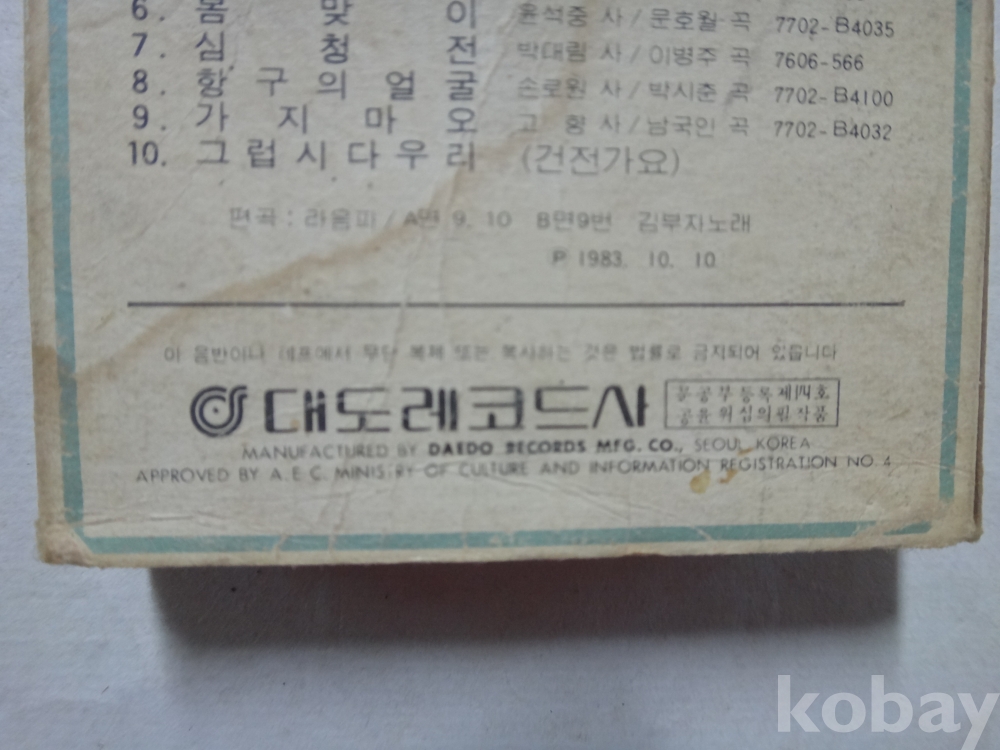 6. 봄맞이 윤석중 사/문호월 곡 7702-B4035
7. 심청전 박대림 사/이병주 곡 7606-566
8. 항구의얼굴 손로원 사/박시춘 곡 7702-B4100
9. 가지마오 고향 사/남국인 곡 7702-B4032
10. 그럽시다우리 (건전가요)
편곡 : 라음파/A면 9. 10 B면9번 김부자노래
℗ 1983. 10. 10
이 음반이나 테프에서 무단 복제 또는 복사하는 것은 법률로 금지되어 있읍니다
대도레코드사
문공부등록제4호
공윤위심의필작품
MANUFACTURED BY DAEDO RECORDS MFG. CO., SEOUL KOREA
APPROVED BY A.E.C. MINISTRY OF CULTURE AND INFORMATION REGISTRATION NO. 4
kobay